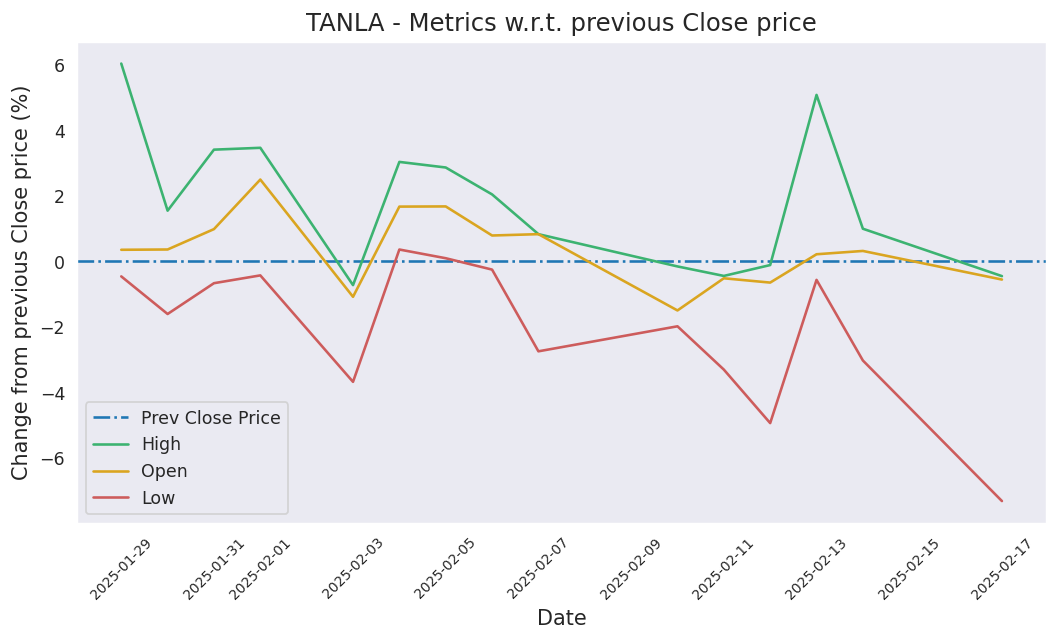 TANLA - Metrics w.r.t. previous Close price
Change from previous Close price (%)
6
4
2
0
−2
−4
−6
Prev Close Price
High
Open
Low
2025-01-29
2025-01-31
2025-02-01
2025-02-03
2025-02-05
2025-02-07
2025-02-09
2025-02-11
2025-02-13
2025-02-15
2025-02-17
Date